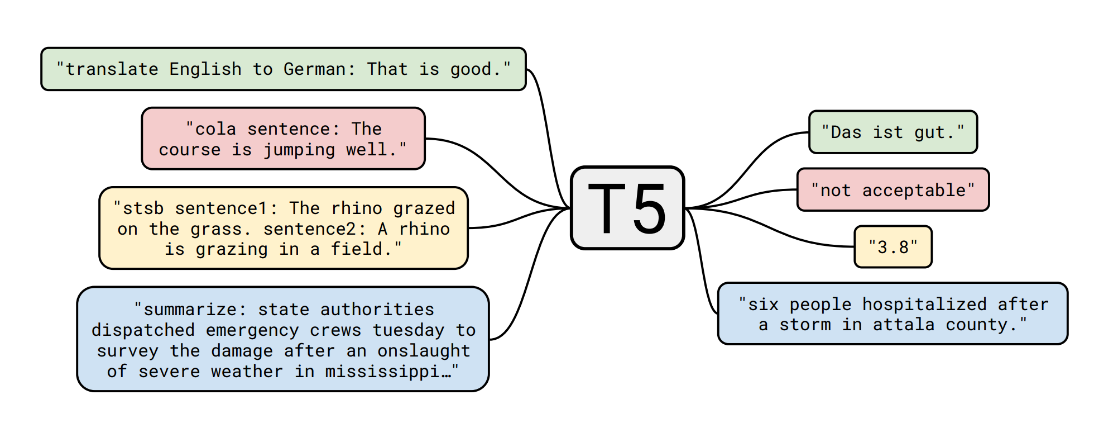 "translate English to German: That is good."
"cola sentence: The
course is jumping well."
"stsb sentence1: The rhino grazed
on the grass. sentence2: A rhino
is grazing in a field."
"summarize: state authorities
dispatched emergency crews tuesday to
survey the damage after an onslaught
of severe weather in mississippi…"
T5
"Das ist gut."
"not acceptable"
"3.8"
"six people hospitalized after
a storm in attala county."